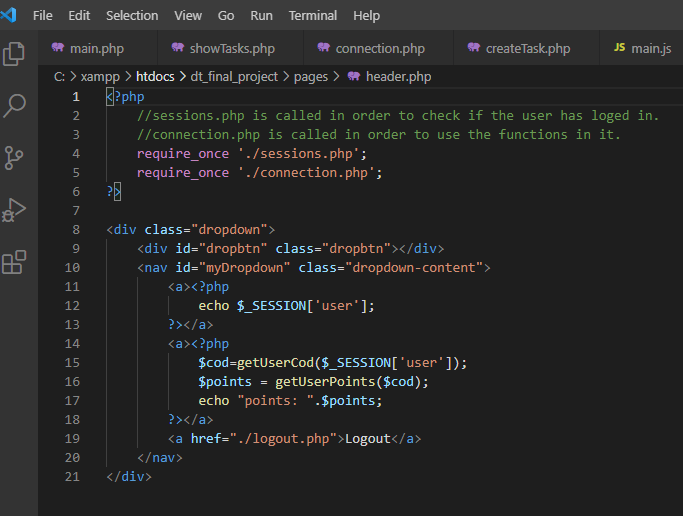 File Edit Selection View Go Run Terminal Help
main.php showTasks.php connection.php createTask.php JS main.js
C: > xampp > htdocs > dt_final_project > pages > header.php
1 <?php
2 //sessions.php is called in order to check if the user has loged in.
3 //connection.php is called in order to use the functions in it.
4 require_once './sessions.php';
5 require_once './connection.php';
6 ?>
7
8 <div class="dropdown">
9 <div id="dropbtn" class="dropbtn"></div>
10 <nav id="myDropdown" class="dropdown-content">
11 <a><?php
12 echo $_SESSION['user'];
13 ?></a>
14 <a><?php
15 $cod=getUserCod($_SESSION['user']);
16 $points = getUserPoints($cod);
17 echo "points: ".$points;
18 ?></a>
19 <a href="./logout.php">Logout</a>
20 </nav>
21 </div>